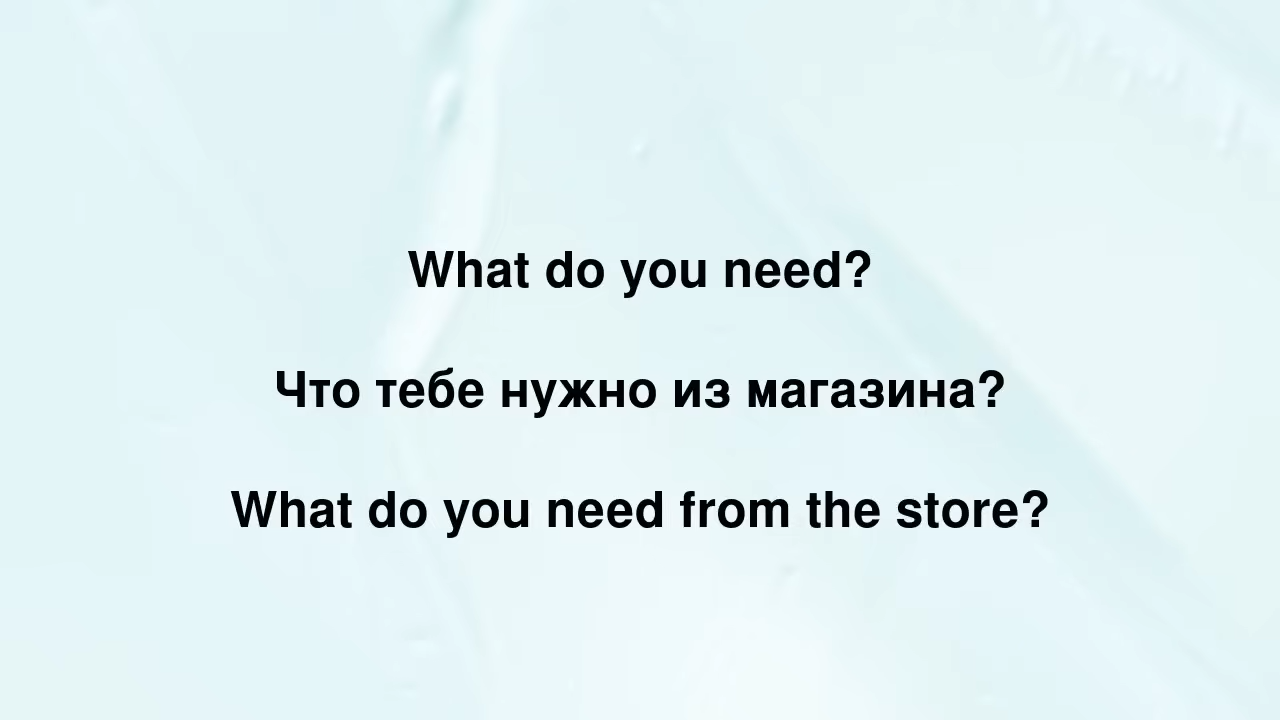 What do you need?
Что тебе нужно из магазина?
What do you need from the store?